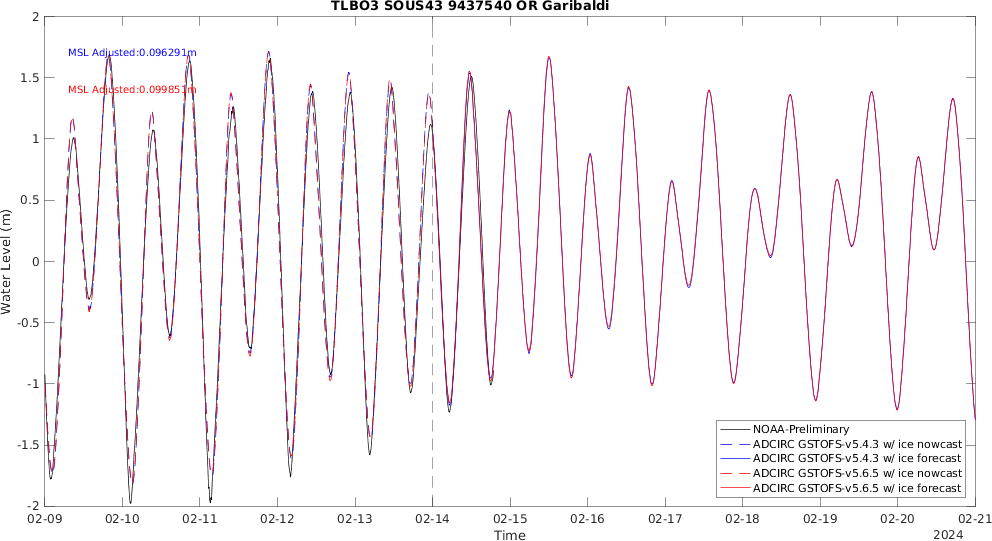 TLBO3 SOUS43 9437540 OR Garibaldi
2
MSL Adjusted:0.096291m
1.5
MSL Adjusted:0.099851m
1
0.5
0
-0.5
-1
-1.5
-2
Water Level (m)
NOAA-Preliminary
ADCIRC GSTOFS-v5.4.3 w/ ice nowcast
ADCIRC GSTOFS-v5.4.3 w/ ice forecast
ADCIRC GSTOFS-v5.6.5 w/ ice nowcast
ADCIRC GSTOFS-v5.6.5 w/ ice forecast
02-09 02-10 02-11 02-12 02-13 02-14 02-15 02-16 02-17 02-18 02-19 02-20 02-21
Time
2024